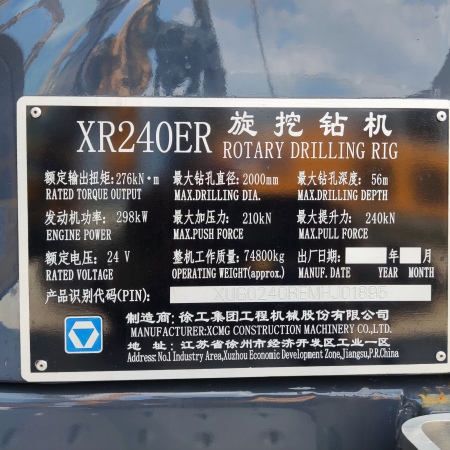 XR240ER 旋挖钻机
ROTARY DRILLING RIG
额定输出扭矩:276kN·m 最大钻孔直径:2000mm 最大钻孔深度:56m
RATED TORQUE OUTPUT MAX.DRILLING DIA. MAX.DRILLING DEPTH
发动机功率:298kW 最大加压力:210kN 最大提升力:240kN
ENGINE POWER MAX.PUSH FORCE MAX.PULL FORCE
额定电压:24 V 整机工作质量:74800kg 出厂日期: 年 月
RATED VOLTAGE OPERATING WEIGHT(approx.) MANUF. DATE YEAR MONTH
产品识别代码(PIN):
制造商:徐工集团工程机械股份有限公司
MANUFACTURER:XCMG CONSTRUCTION MACHINERY CO.,LTD.
地 址:江苏省徐州市经济开发区工业一区
Address: No.1 Industry Area,Xuzhou Economic Development Zone,Jiangsu,P.R.China